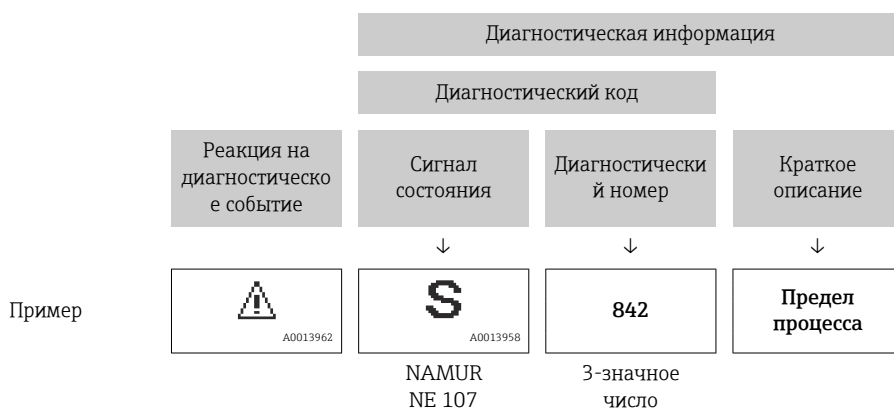 Диагностическая информация
Диагностический код
Реакция на
диагностическо
е событие
Сигнал
состояния
Диагностически
й номер
Краткое
описание
↓ ↓ ↓
Пример
A0013962
S
A0013958
842
Предел
процесса
NAMUR
NE 107
3-значное
число